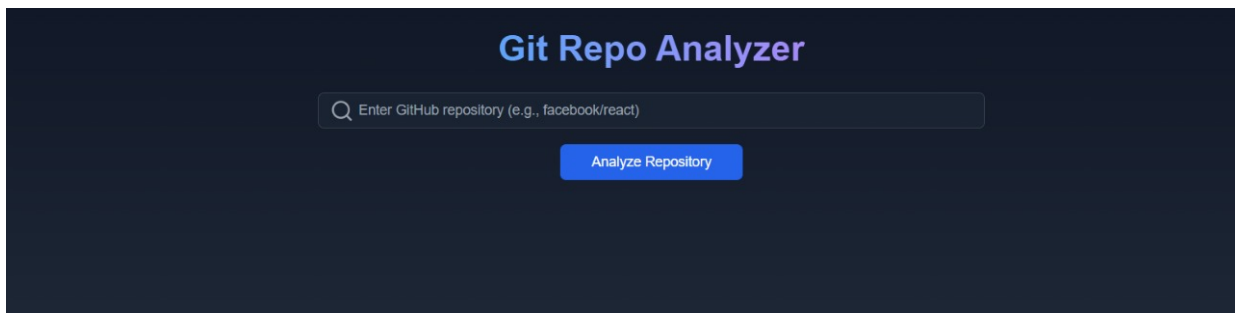 Git Repo Analyzer
Enter GitHub repository (e.g., facebook/react)
Analyze Repository